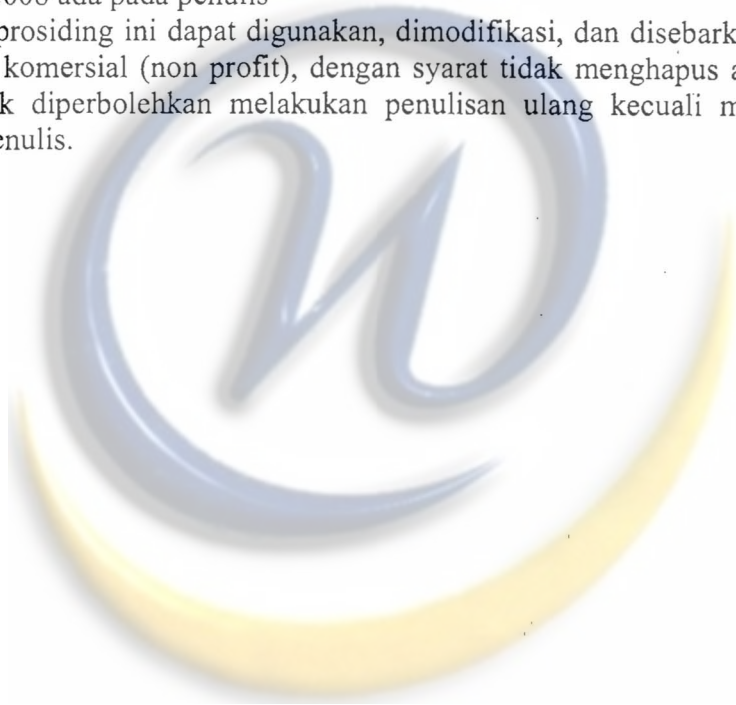 ada pada penulis
prosiding ini dapat digunakan, dimodifikasi, dan disebark
komersial (non profit), dengan syarat tidak menghapus a
k diperbolehkan melakukan penulisan ulang kecuali m
enulis.